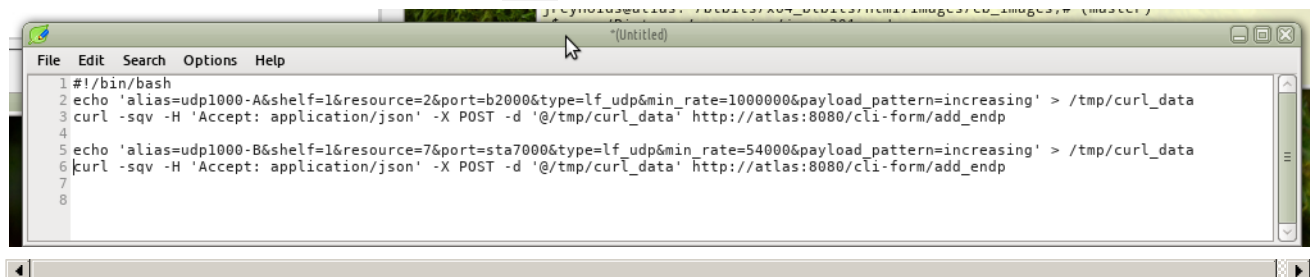 jreynolds@atlas:
*(Untitled)
File Edit Search Options Help
1 #!/bin/bash
2 echo 'alias=udp1000-A&shelf=1&resource=2&port=b2000&type=lf_udp&min_rate=1000000&payload_pattern=increasing' > /tmp/curl_data
3 curl -sqv -H 'Accept: application/json' -X POST -d '@/tmp/curl_data' http://atlas:8080/cli-form/add_endp
4
5 echo 'alias=udp1000-B&shelf=1&resource=7&port=sta7000&type=lf_udp&min_rate=54000&payload_pattern=increasing' > /tmp/curl_data
6 curl -sqv -H 'Accept: application/json' -X POST -d '@/tmp/curl_data' http://atlas:8080/cli-form/add_endp
7
8